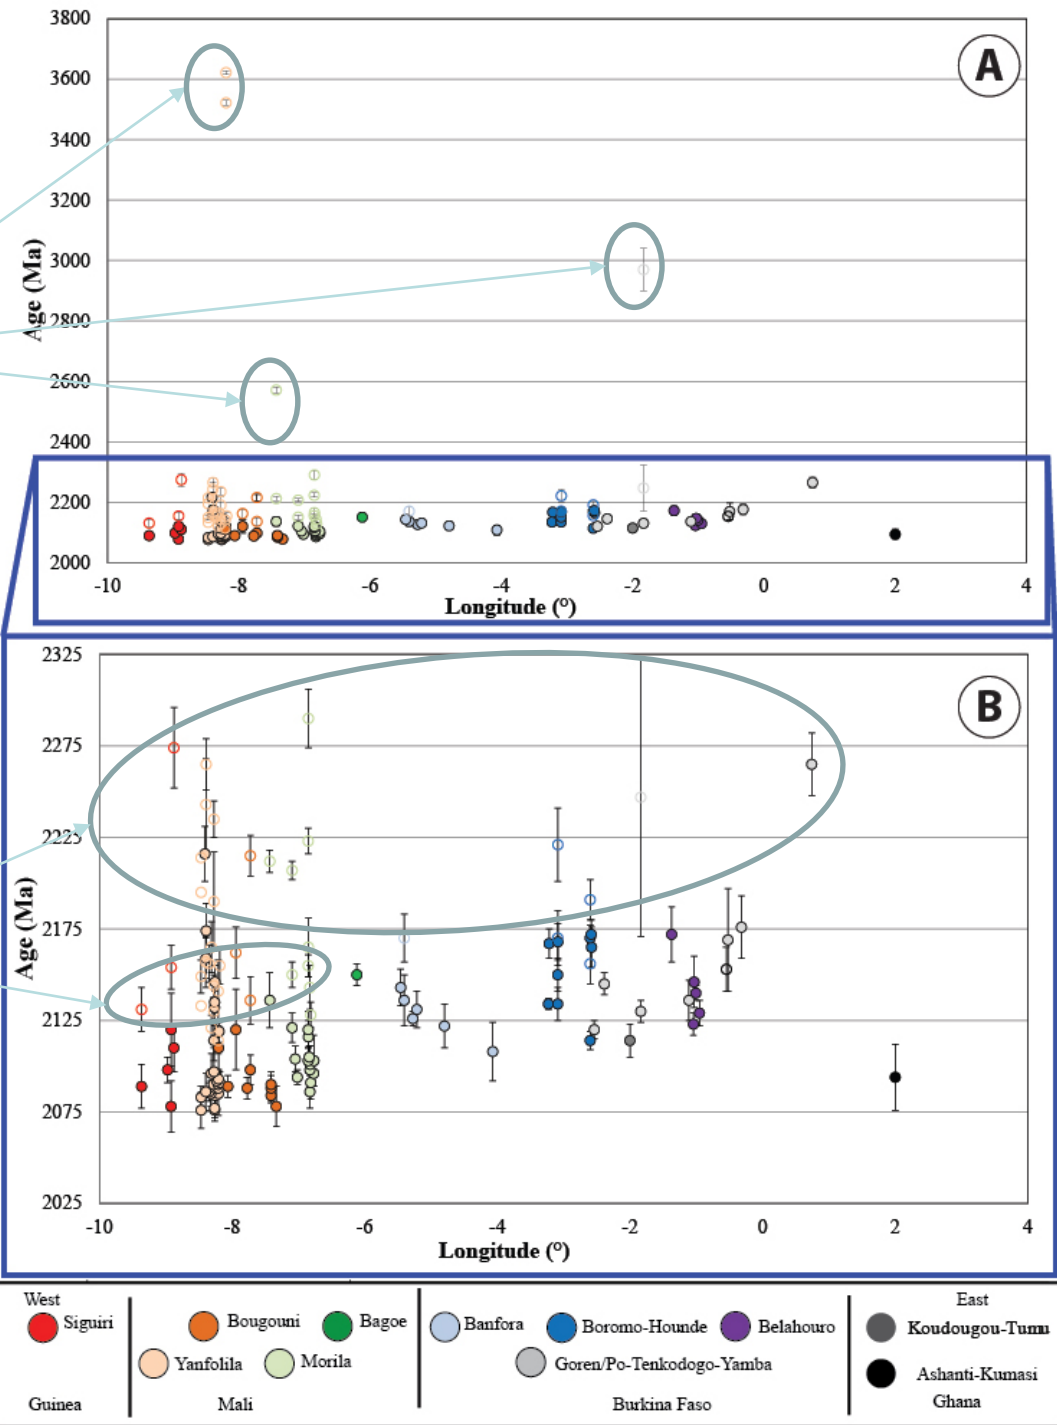 3800
A
3600
3400
3200
3000
2800
2600
2400
2200
2000
Age (Ma)
-10 -8 -6 -4 -2 0 2 4
Longitude (°)
2325
B
2275
2225
2175
2125
2075
2025
Age (Ma)
-10 -8 -6 -4 -2 0 2 4
Longitude (°)
West East
Siguiri Bougouni Bagoe Banfora Boromo-Hounde Belahouro Koudougou-Tumu
Yanfolila Morila Goren/Po-Tenkodogo-Yamba Ashanti-Kumasi
Guinea Mali Burkina Faso Ghana